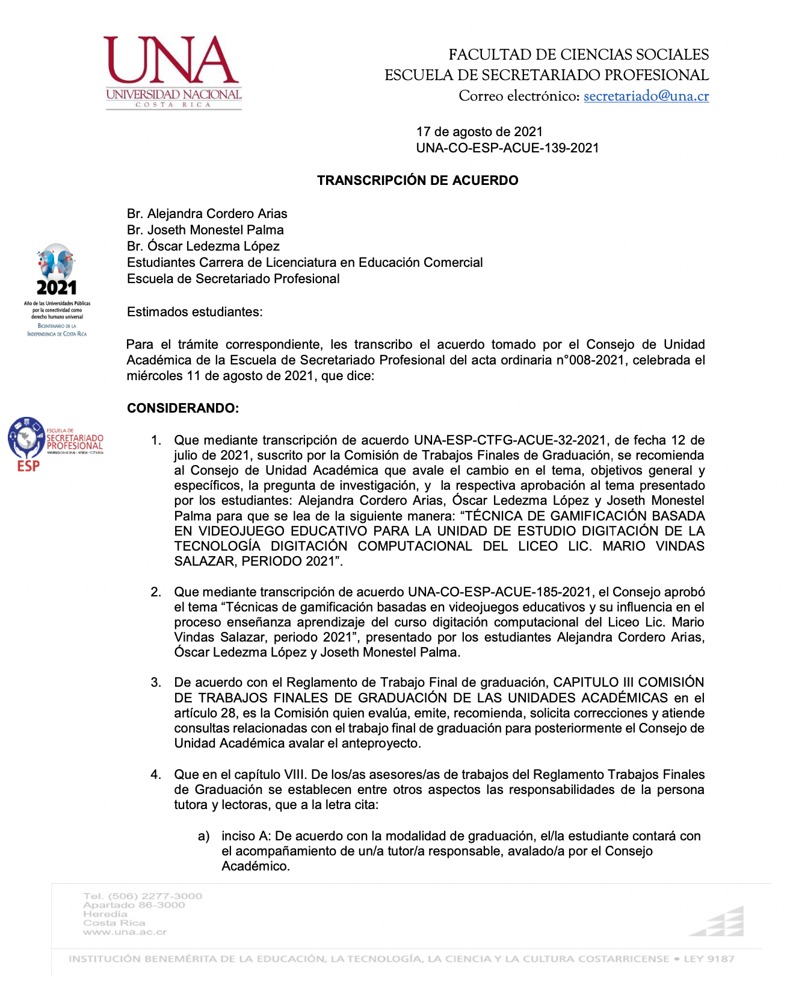 UNA
UNIVERSIDAD NACIONAL
COSTA RICA
FACULTAD DE CIENCIAS SOCIALES
ESCUELA DE SECRETARIADO PROFESIONAL
Correo electrónico: secretariado@una.cr
17 de agosto de 2021
UNA-CO-ESP-ACUE-139-2021
TRANSCRIPCIÓN DE ACUERDO
Br. Alejandra Cordero Arias
Br. Joseth Monestel Palma
Br. Óscar Ledezma López
Estudiantes Carrera de Licenciatura en Educación Comercial
Escuela de Secretariado Profesional
2021
Año de las Universidades Públicas
por la conectividad como
derecho humano universal
BICENTENARIO DE LA
INDEPENDENCIA DE COSTA RICA
Estimados estudiantes:
Para el trámite correspondiente, les transcribo el acuerdo tomado por el Consejo de Unidad
Académica de la Escuela de Secretariado Profesional del acta ordinaria n°008-2021, celebrada el
miércoles 11 de agosto de 2021, que dice:
CONSIDERANDO:
ESCUELA DE
SECRETARIADO
PROFESIONAL
UNIVERSIDAD NACIONAL - HEREDIA - COSTA RICA
ESP
1. Que mediante transcripción de acuerdo UNA-ESP-CTFG-ACUE-32-2021, de fecha 12 de
julio de 2021, suscrito por la Comisión de Trabajos Finales de Graduación, se recomienda
al Consejo de Unidad Académica que avale el cambio en el tema, objetivos general y
específicos, la pregunta de investigación, y la respectiva aprobación al tema presentado
por los estudiantes: Alejandra Cordero Arias, Óscar Ledezma López y Joseth Monestel
Palma para que se lea de la siguiente manera: “TÉCNICA DE GAMIFICACIÓN BASADA
EN VIDEOJUEGO EDUCATIVO PARA LA UNIDAD DE ESTUDIO DIGITACIÓN DE LA
TECNOLOGÍA DIGITACIÓN COMPUTACIONAL DEL LICEO LIC. MARIO VINDAS
SALAZAR, PERIODO 2021”.
2. Que mediante transcripción de acuerdo UNA-CO-ESP-ACUE-185-2021, el Consejo aprobó
el tema “Técnicas de gamificación basadas en videojuegos educativos y su influencia en el
proceso enseñanza aprendizaje del curso digitación computacional del Liceo Lic. Mario
Vindas Salazar, periodo 2021”, presentado por los estudiantes Alejandra Cordero Arias,
Óscar Ledezma López y Joseth Monestel Palma.
3. De acuerdo con el Reglamento de Trabajo Final de graduación, CAPITULO III COMISIÓN
DE TRABAJOS FINALES DE GRADUACIÓN DE LAS UNIDADES ACADÉMICAS en el
artículo 28, es la Comisión quien evalúa, emite, recomienda, solicita correcciones y atiende
consultas relacionadas con el trabajo final de graduación para posteriormente el Consejo de
Unidad Académica avalar el anteproyecto.
4. Que en el capítulo VIII. De los/as asesores/as de trabajos del Reglamento Trabajos Finales
de Graduación se establecen entre otros aspectos las responsabilidades de la persona
tutora y lectoras, que a la letra cita:
a) inciso A: De acuerdo con la modalidad de graduación, el/la estudiante contará con
el acompañamiento de un/a tutor/a responsable, avalado/a por el Consejo
Académico.
Tel. (506) 2277-3000
Apartado 86-3000
Heredia
Costa Rica
www.una.ac.cr
INSTITUCIÓN BENEMÉRITA DE LA EDUCACIÓN, LA TECNOLOGÍA, LA CIENCIA Y LA CULTURA COSTARRICENSE • LEY 9187